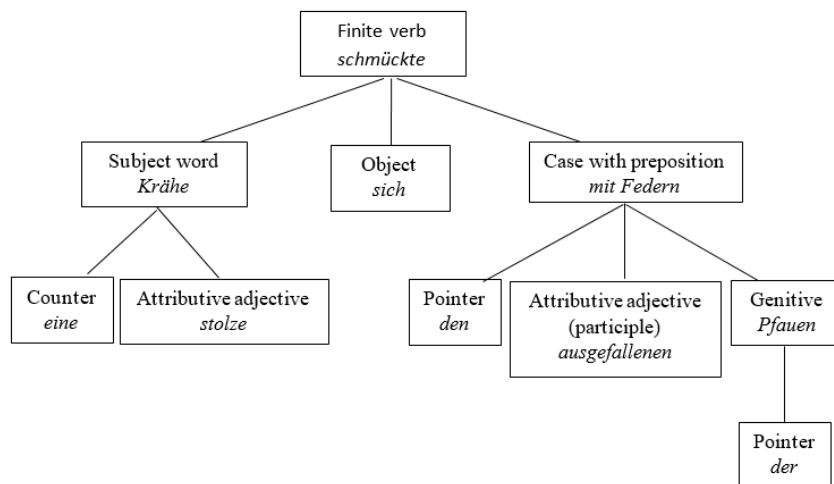 Finite verb
schmückte
Subject word
Krähe
Object
sich
Case with preposition
mit Federn
Counter
eine
Attributive adjective
stolze
Pointer
den
Attributive adjective
(participle)
ausgefallenen
Genitive
Pfauen
Pointer
der